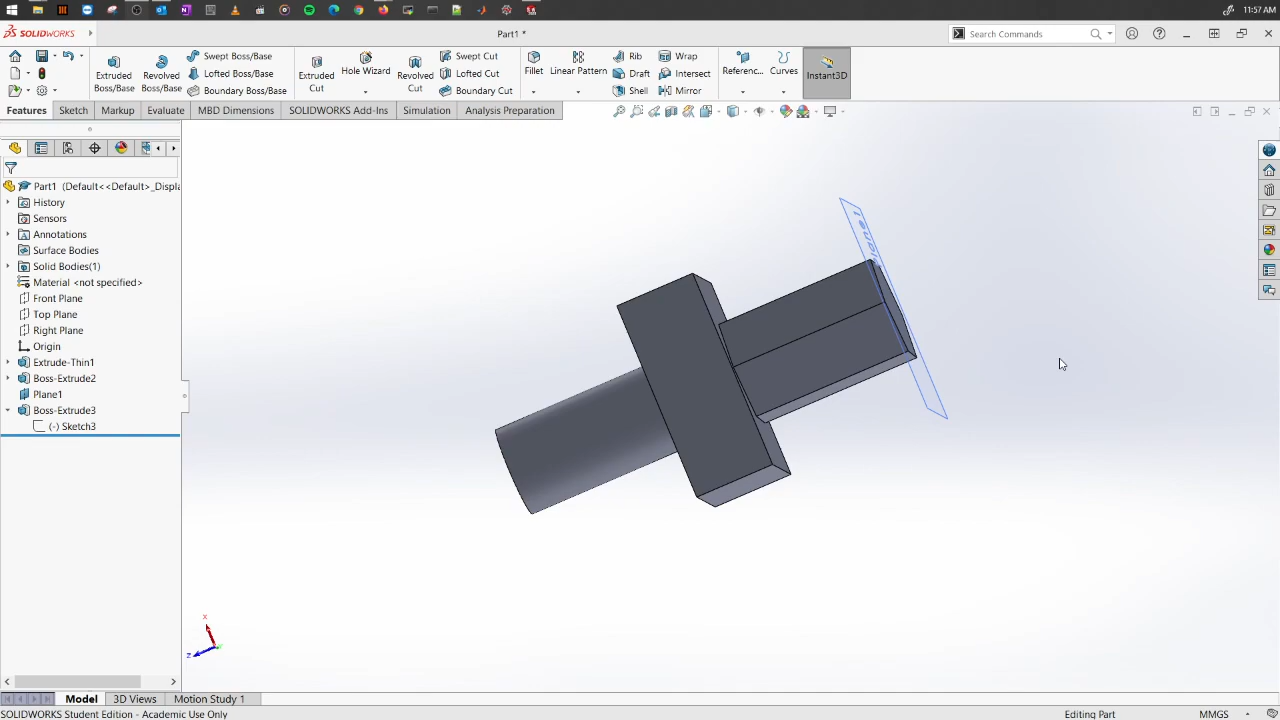 11:57 AM
SOLIDWORKS
Part1 *
Search Commands
Extruded Boss/Base
Revolved Boss/Base
Swept Boss/Base
Lofted Boss/Base
Boundary Boss/Base
Extruded Cut
Hole Wizard
Revolved Cut
Swept Cut
Lofted Cut
Boundary Cut
Fillet
Linear Pattern
Rib
Draft
Shell
Wrap
Intersect
Mirror
Referenc...
Curves
Instant3D
Features
Sketch
Markup
Evaluate
MBD Dimensions
SOLIDWORKS Add-Ins
Simulation
Analysis Preparation
Part1 (Default<<Default>_Displa
History
Sensors
Annotations
Surface Bodies
Solid Bodies(1)
Material <not specified>
Front Plane
Top Plane
Right Plane
Origin
Extrude-Thin1
Boss-Extrude2
Plane1
Boss-Extrude3
(-) Sketch3
Plane1
x
z
Model
3D Views
Motion Study 1
SOLIDWORKS Student Edition - Academic Use Only
Editing Part
MMGS